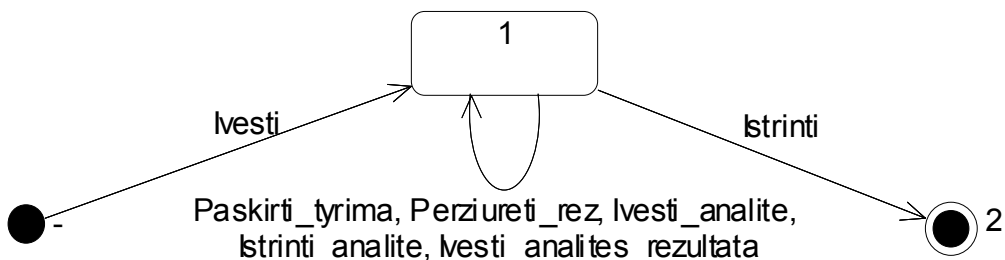 1
Ivesti
Istrinti
-
Paskirti_tyrima, Perziureti_rez, Ivesti_analite,
Istrinti_analite, Ivesti_analites_rezultata
2